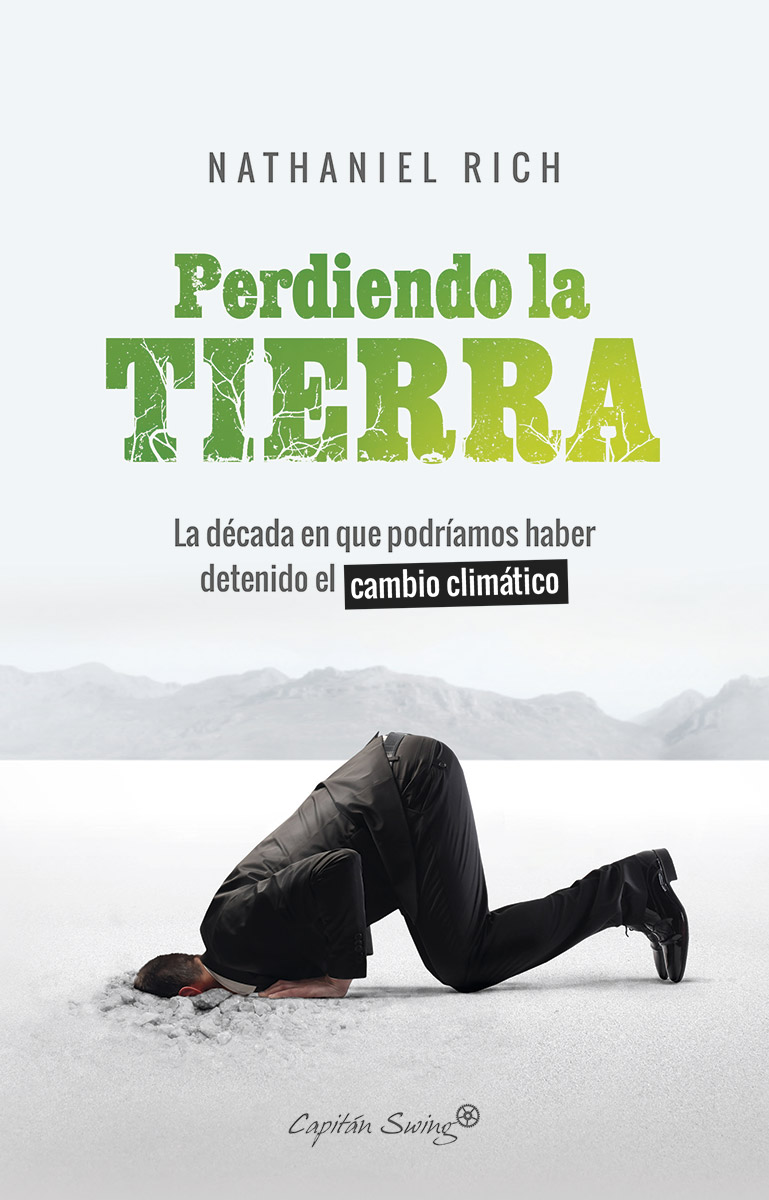 NATHANIEL RICH
Perdiendo la
TIERRA
La década en que podríamos haber
detenido el cambio climático
Capitán Swing